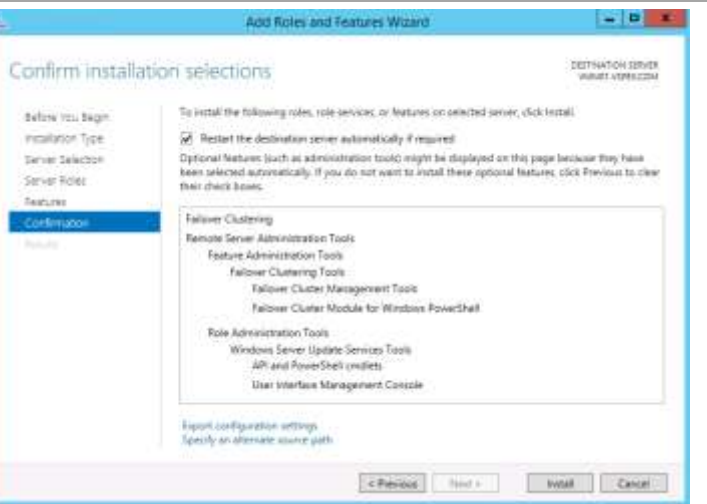 Add Roles and Features Wizard
Confirm installation selections
DESTINATION SERVER
Before You Begin
Installation Type
Server Selection
Server Roles
Features
Confirmation
Results
To install the following roles, role services, or features on selected server, click Install.
Restart the destination server automatically if required
Optional features (such as administration tools) might be displayed on this page because they have
been selected automatically. If you do not want to install these optional features, click Previous to clear
their check boxes.
Failover Clustering
Remote Server Administration Tools
Feature Administration Tools
Failover Clustering Tools
Failover Cluster Management Tools
Failover Cluster Module for Windows PowerShell
Role Administration Tools
Windows Server Update Services Tools
API and PowerShell cmdlets
User Interface Management Console
Export configuration settings
Specify an alternate source path
< Previous
Next >
Install
Cancel